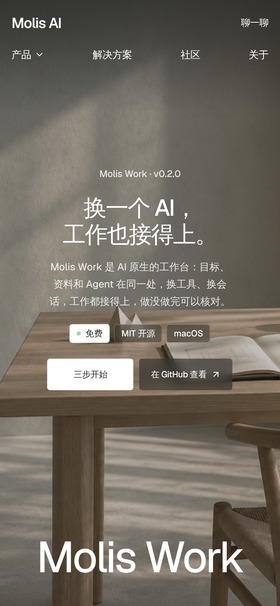 Molis AI
聊一聊
产品
解决方案
社区
关于
Molis Work · v0.2.0
换一个 AI，
工作也接得上。
Molis Work 是 AI 原生的工作台：目标、
资料和 Agent 在同一处，换工具、换会
话，工作都接得上，做没做完可以核对。
免费
MIT 开源
macOS
三步开始
在 GitHub 查看
Molis Work